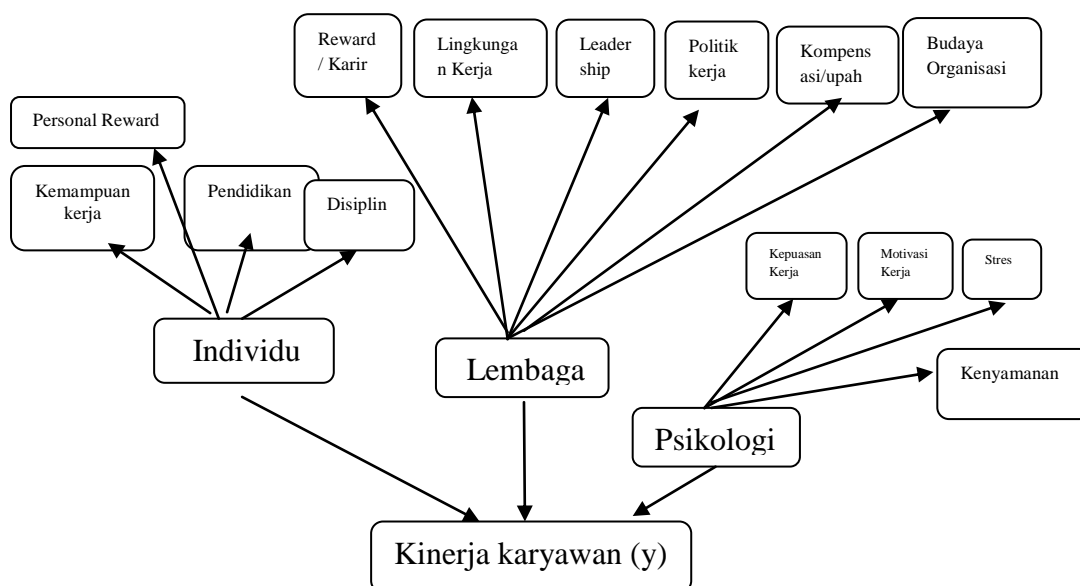 Reward
/ Karir
Lingkunga
n Kerja
Leader
ship
Politik
kerja
Kompens
asi/upah
Budaya
Organisasi
Personal Reward
Kemampuan
kerja
Pendidikan
Disiplin
Kepuasan
Kerja
Motivasi
Kerja
Stres
Individu
Lembaga
Kenyamanan
Psikologi
Kinerja karyawan (y)